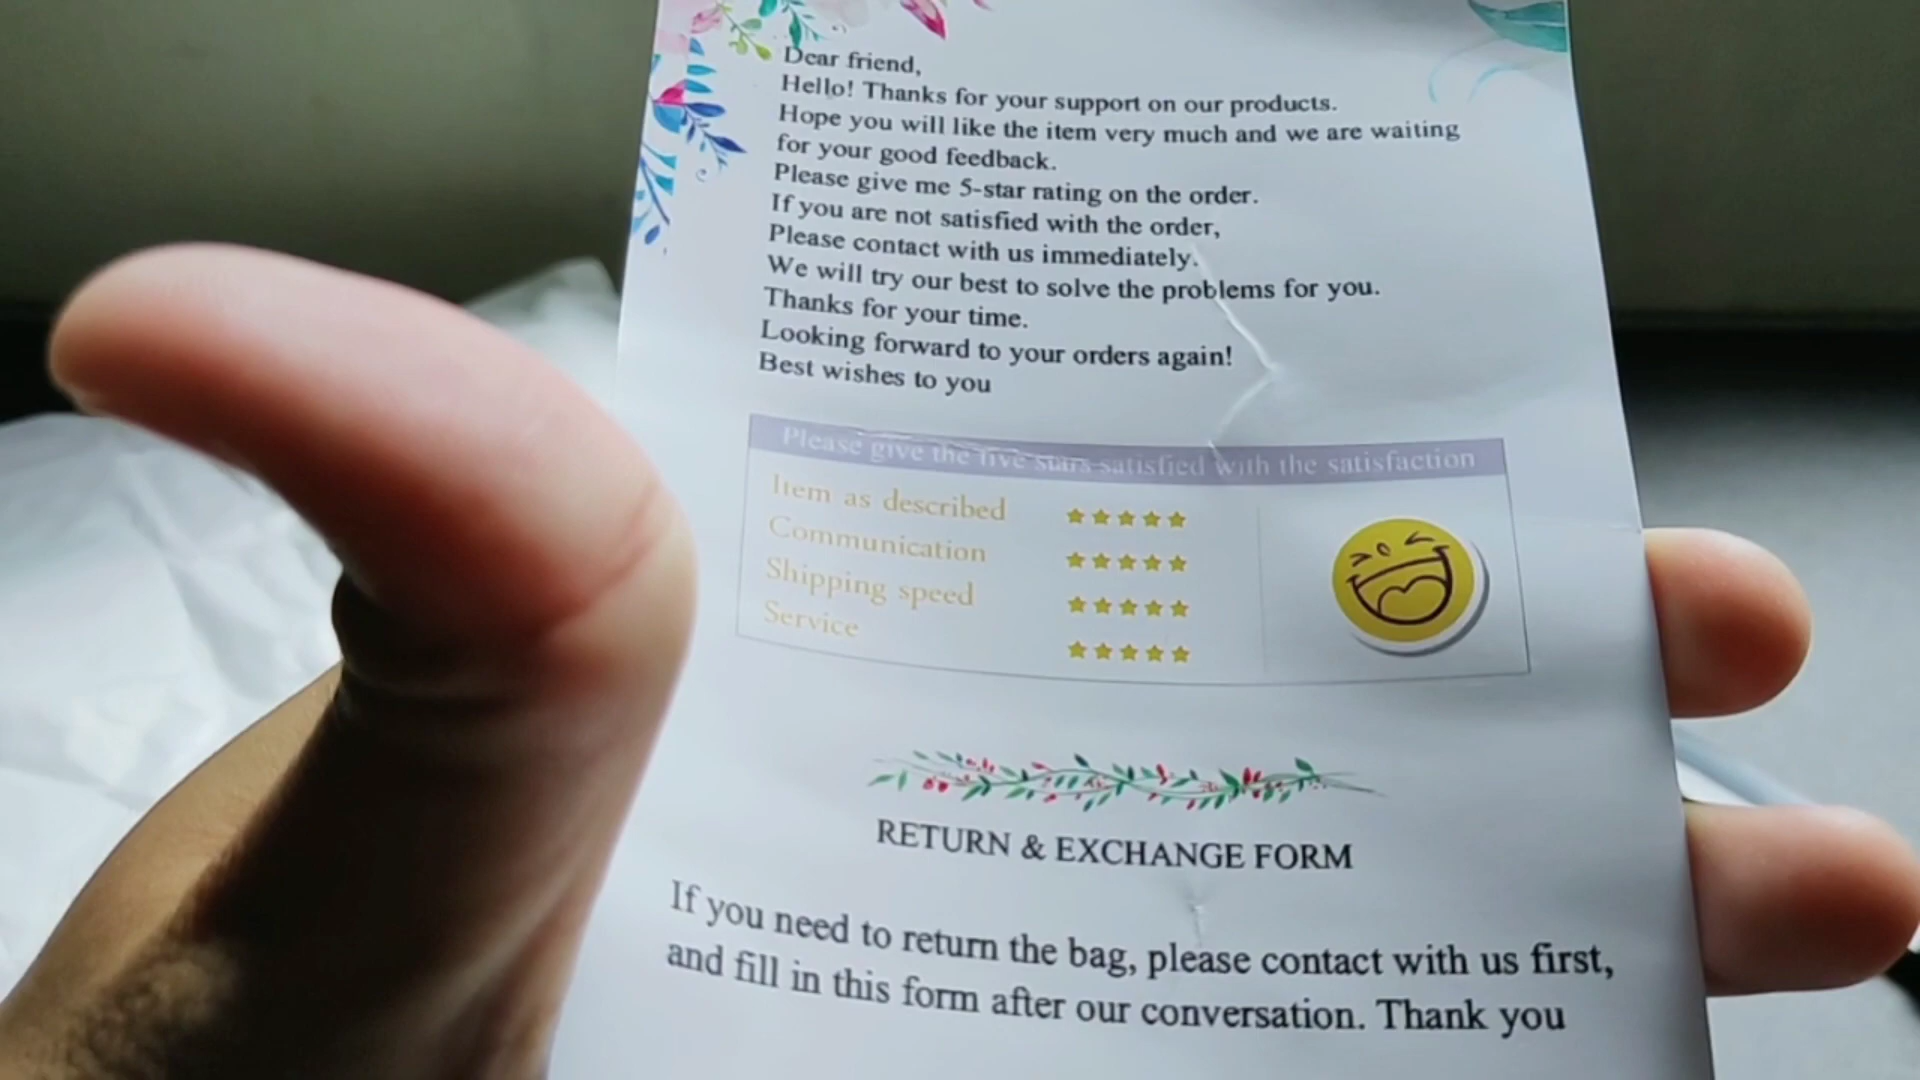 Dear friend,
Hello! Thanks for your support on our products.
Hope you will like the item very much and we are waiting
for your good feedback.
Please give me 5-star rating on the order.
If you are not satisfied with the order,
Please contact with us immediately.
We will try our best to solve the problems for you.
Thanks for your time.
Looking forward to your orders again!
Best wishes to you
Please give the five stars satisfied with the satisfaction
Item as described
Communication
Shipping speed
Service
RETURN & EXCHANGE FORM
If you need to return the bag, please contact with us first,
and fill in this form after our conversation. Thank you